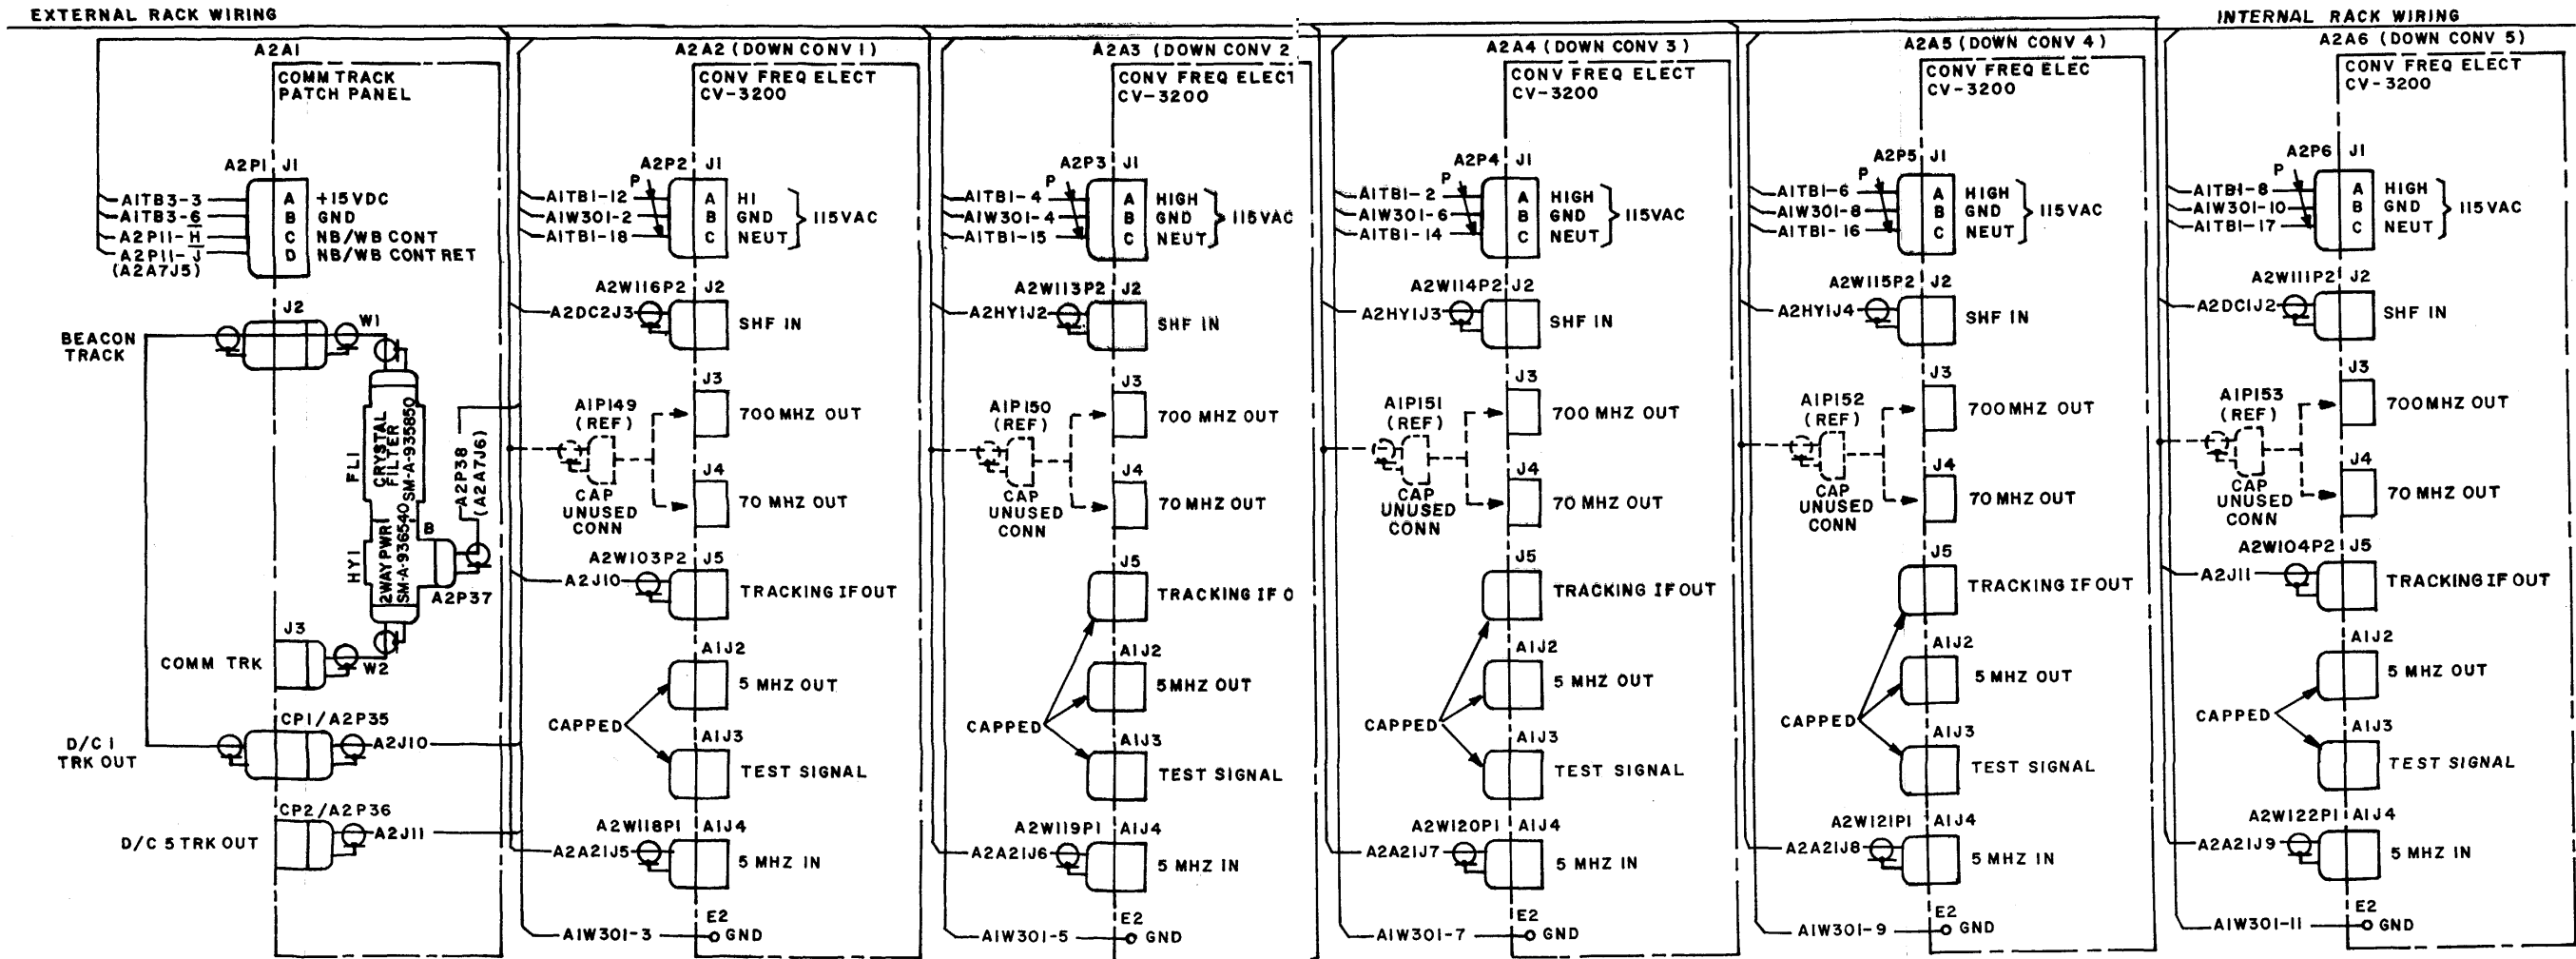 EXTERNAL RACK WIRING
INTERNAL RACK WIRING
A2A1
COMM TRACK
PATCH PANEL
A2P1 J1
A1TB3-3 A +15VDC
A1TB3-6 B GND
A2P11-H C NB/WB CONT
A2P11-J D NB/WB CONT RET
(A2A7J5)
J2
W1
BEACON
TRACK
FL1
CRYSTAL
FILTER
SM-A-935850
A2P38
(A2A7J6)
HY1
2WAY PWR
SM-A-936540
B
A2P37
J3
COMM TRK
W2
CP1/A2P35
D/C 1
TRK OUT
A2J10
CP2/A2P36
D/C 5 TRK OUT
A2J11
A2A2 (DOWN CONV 1)
CONV FREQ ELECT
CV-3200
A2P2 J1
P
A1TB1-12 A HI
A1W301-2 B GND 115VAC
A1TB1-18 C NEUT
A2W116P2 J2
A2DC2J3
SHF IN
J3
A1P149
(REF)
700 MHZ OUT
J4
CAP
UNUSED
CONN
70 MHZ OUT
A2W103P2 J5
A2J10
TRACKING IF OUT
A1J2
5 MHZ OUT
CAPPED
A1J3
TEST SIGNAL
A2W118P1 A1J4
A2A21J5
5 MHZ IN
E2
A1W301-3 GND
A2A3 (DOWN CONV 2
CONV FREQ ELECT
CV-3200
A2P3 J1
P
A1TB1-4 A HIGH
A1W301-4 B GND 115VAC
A1TB1-15 C NEUT
A2W113P2 J2
A2HY1J2
SHF IN
J3
A1P150
(REF)
700 MHZ OUT
J4
CAP
UNUSED
CONN
70 MHZ OUT
J5
TRACKING IF O
A1J2
5 MHZ OUT
CAPPED
A1J3
TEST SIGNAL
A2W119P1 A1J4
A2A21J6
5 MHZ IN
E2
A1W301-5 GND
A2A4 (DOWN CONV 3)
CONV FREQ ELECT
CV-3200
A2P4 J1
P
A1TB1-2 A HIGH
A1W301-6 B GND 115VAC
A1TB1-14 C NEUT
A2W114P2 J2
A2HY1J3
SHF IN
J3
A1P151
(REF)
700 MHZ OUT
J4
CAP
UNUSED
CONN
70 MHZ OUT
J5
TRACKING IF OUT
A1J2
5 MHZ OUT
CAPPED
A1J3
TEST SIGNAL
A2W120P1 A1J4
A2A21J7
5 MHZ IN
E2
A1W301-7 GND
A2A5 (DOWN CONV 4)
CONV FREQ ELEC
CV-3200
A2P5 J1
P
A1TB1-6 A HIGH
A1W301-8 B GND 115VAC
A1TB1-16 C NEUT
A2W115P2 J2
A2HY1J4
SHF IN
J3
A1P152
(REF)
700 MHZ OUT
J4
CAP
UNUSED
CONN
70 MHZ OUT
J5
TRACKING IF OUT
A1J2
5 MHZ OUT
CAPPED
A1J3
TEST SIGNAL
A2W121P1 A1J4
A2A21J8
5 MHZ IN
E2
A1W301-9 GND
A2A6 (DOWN CONV 5)
CONV FREQ ELECT
CV-3200
A2P6 J1
P
A1TB1-8 A HIGH
A1W301-10 B GND 115VAC
A1TB1-17 C NEUT
A2W111P2 J2
A2DC1J2
SHF IN
J3
A1P153
(REF)
700 MHZ OUT
J4
CAP
UNUSED
CONN
70 MHZ OUT
A2W104P2 J5
A2J11
TRACKING IF OUT
A1J2
5 MHZ OUT
CAPPED
A1J3
TEST SIGNAL
A2W122P1 A1J4
A2A21J9
5 MHZ IN
E2
A1W301-11 GND